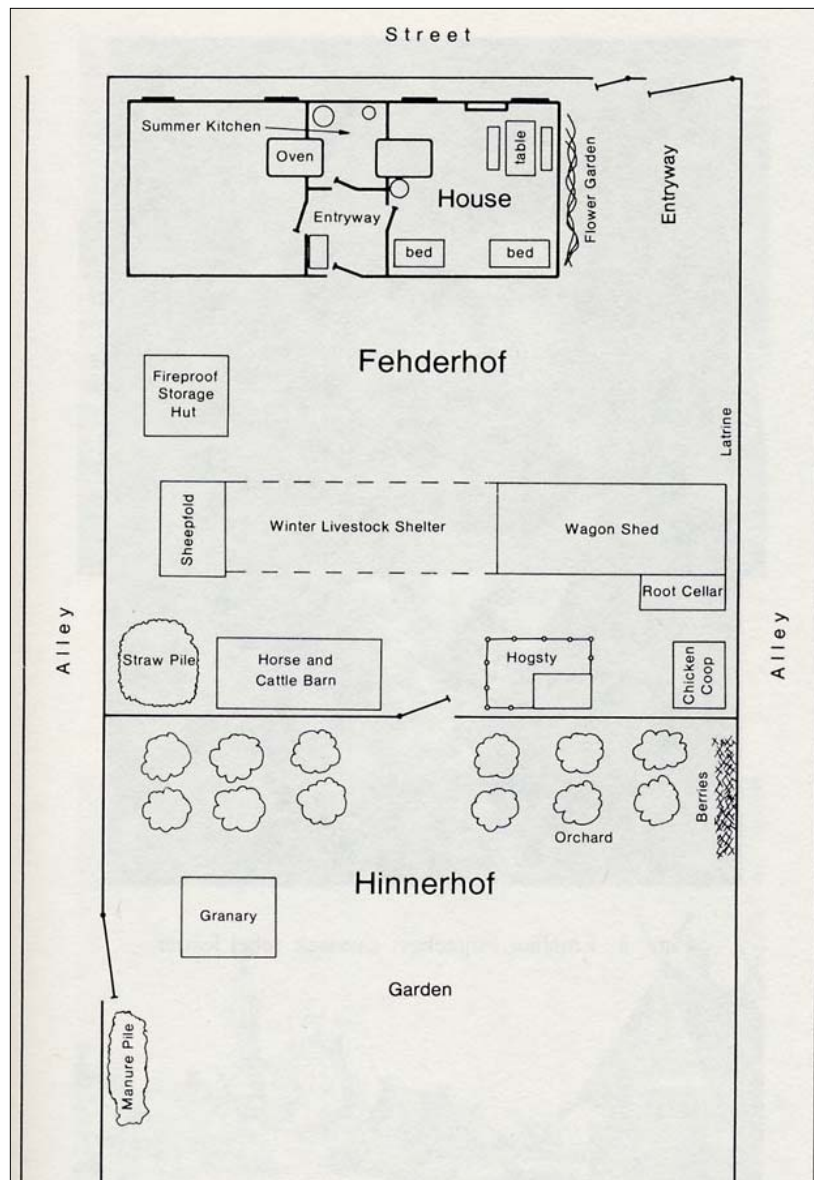 Street
Summer Kitchen
Oven
table
House
Entryway
bed
bed
Flower Garden
Entryway
Fehderhof
Fireproof
Storage
Hut
Latrine
Sheepfold
Winter Livestock Shelter
Wagon Shed
Root Cellar
Alley
Straw Pile
Horse and
Cattle Barn
Hogsty
Chicken
Coop
Alley
Orchard
Berries
Hinnerhof
Granary
Garden
Manure Pile